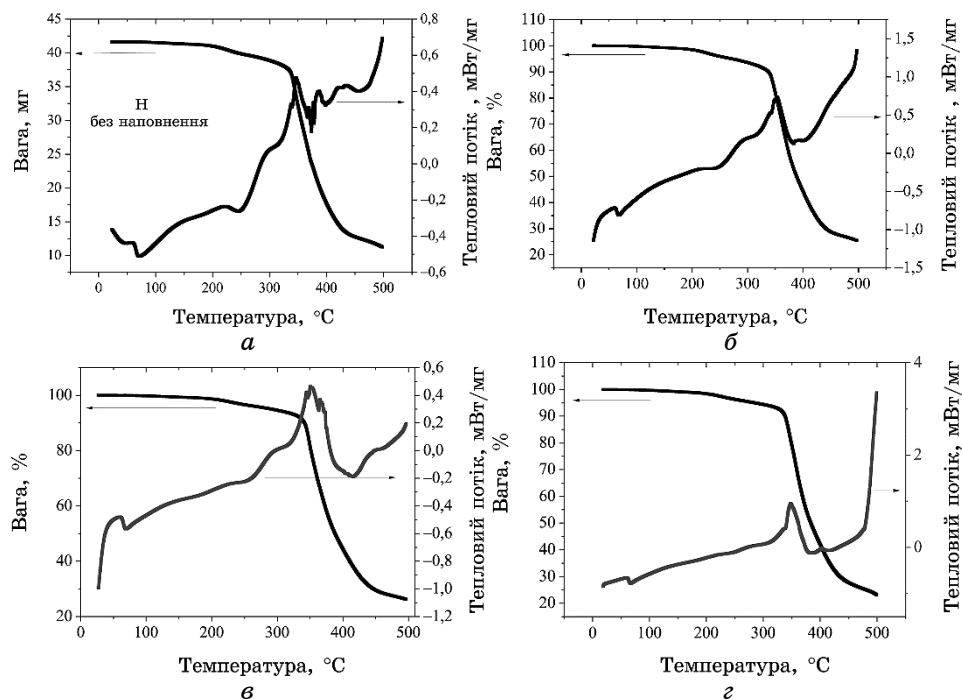 45
40
35
30
25
20
15
10
Вага, мг
Н
без наповнення
0,8
0,6
0,4
0,2
0,0
−0,2
−0,4
−0,6
Тепловий потік , мВт/мг
0 100 200 300 400 500
Температура, °C
а
110
100
90
80
70
60
50
40
30
20
Вага, %
1,5
1,0
0,5
0,0
−0,5
−1,0
−1,5
Тепловий потік , мВт/мг
0 100 200 300 400 500
Температура, °C
б
100
80
60
40
20
Вага, %
0,6
0,4
0,2
0,0
−0,2
−0,4
−0,6
−0,8
−1,0
−1,2
Тепловий потік, мВт/мг
0 100 200 300 400 500
Температура, °C
в
110
100
90
80
70
60
50
40
30
20
Вага, %
4
2
0
Тепловий потік, мВт/мг
0 100 200 300 400 500
Температура, °C
г